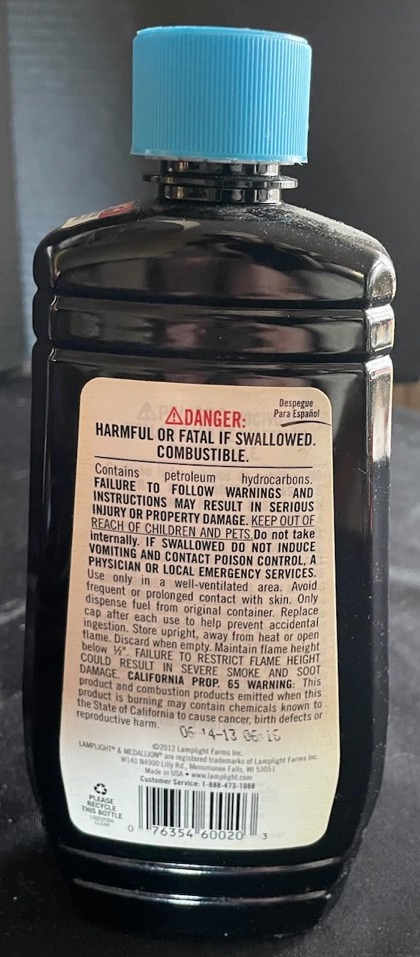 Despegue
Para Español
⚠DANGER:
HARMFUL OR FATAL IF SWALLOWED.
COMBUSTIBLE.
Contains petroleum hydrocarbons.
FAILURE TO FOLLOW WARNINGS AND
INSTRUCTIONS MAY RESULT IN SERIOUS
INJURY OR PROPERTY DAMAGE. KEEP OUT OF
REACH OF CHILDREN AND PETS.Do not take
internally. IF SWALLOWED DO NOT INDUCE
VOMITING AND CONTACT POISON CONTROL, A
PHYSICIAN OR LOCAL EMERGENCY SERVICES.
Use only in a well-ventilated area. Avoid
frequent or prolonged contact with skin. Only
dispense fuel from original container. Replace
cap after each use to help prevent accidental
ingestion. Store upright, away from heat or open
flame. Discard when empty. Maintain flame height
below ½". FAILURE TO RESTRICT FLAME HEIGHT
COULD RESULT IN SEVERE SMOKE AND SOOT
DAMAGE. CALIFORNIA PROP. 65 WARNING: This
product and combustion products emitted when this
product is burning may contain chemicals known to
the State of California to cause cancer, birth defects or
reproductive harm.
©2012 Lamplight Farms Inc.
LAMPLIGHT® & MEDALLION® are registered trademarks of Lamplight Farms Inc.
W140 N4900 Lilly Rd., Menomonee Falls, WI 53051
Made in USA • www.lamplight.com
Customer Service: 1-888-473-1088
PLEASE
RECYCLE
THIS BOTTLE
0 76354 60020 3